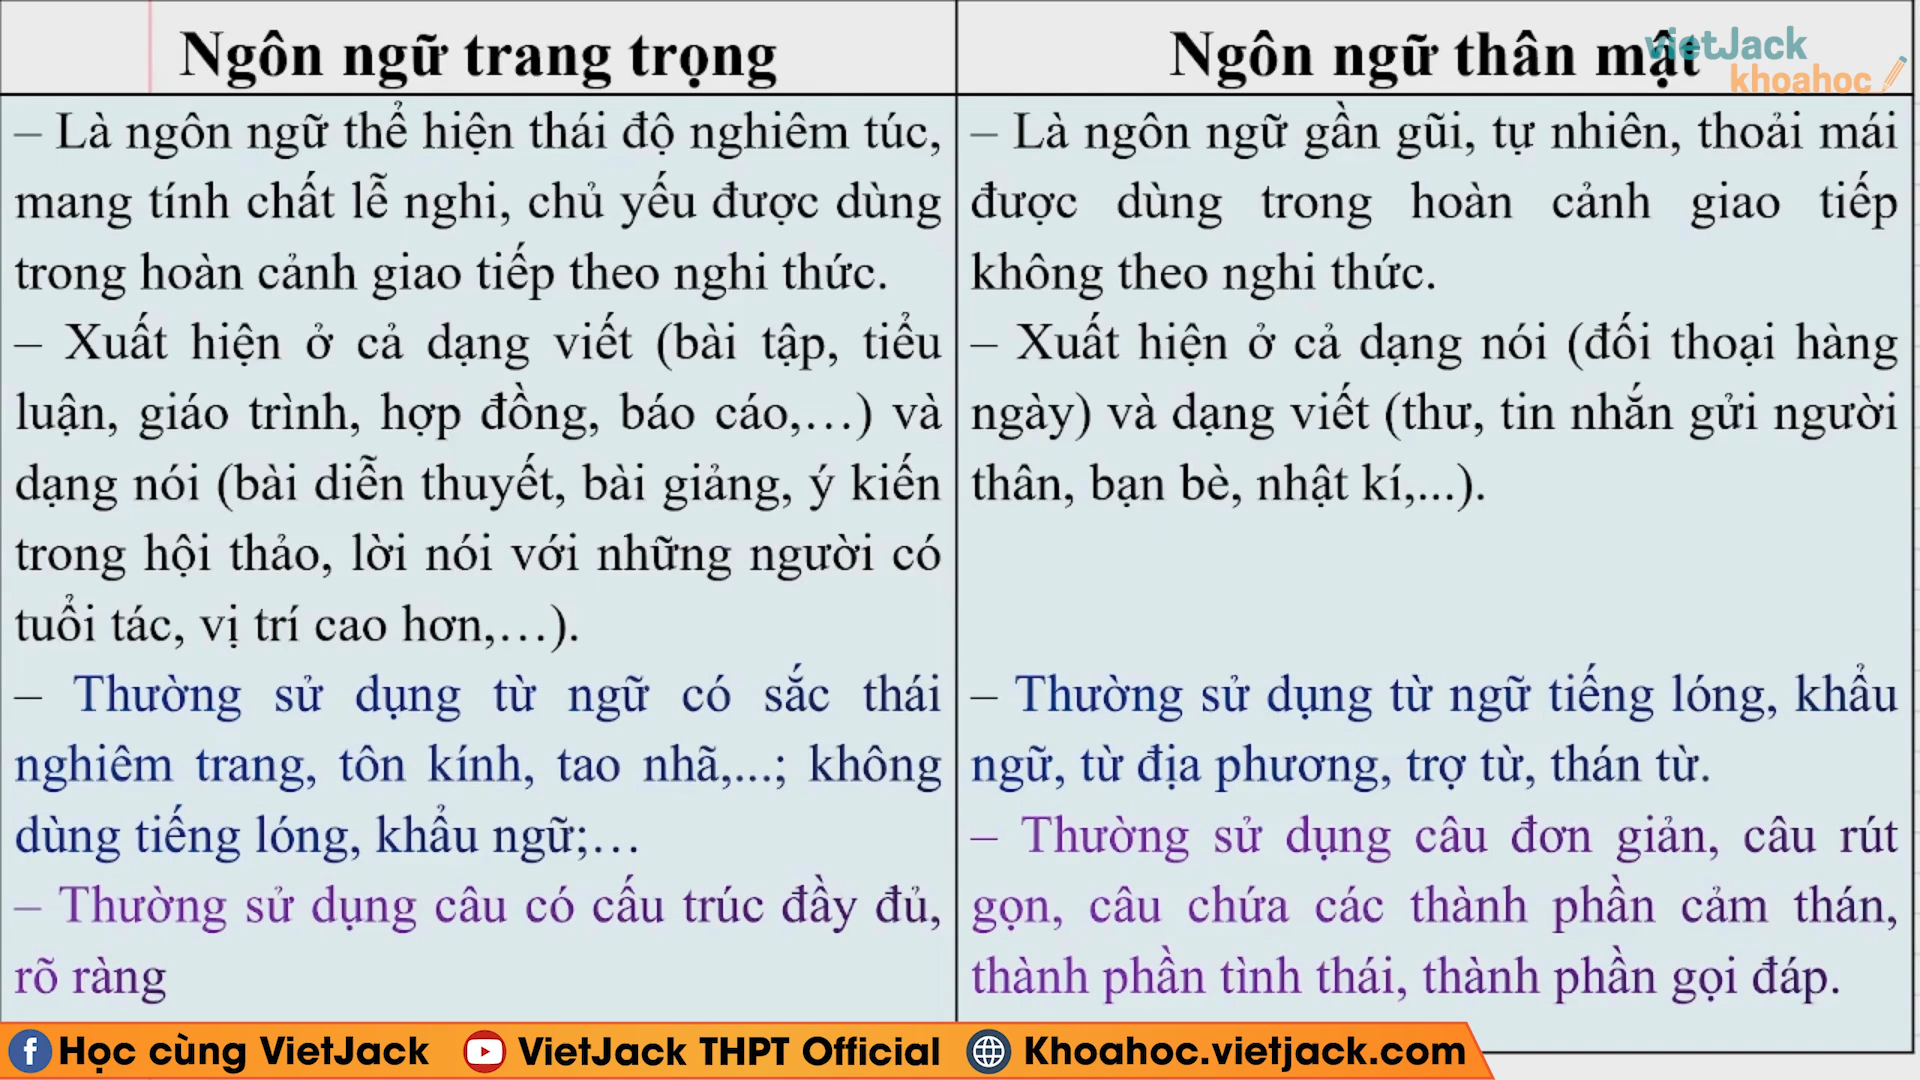 Ngôn ngữ trang trọng
Ngôn ngữ thân mật
vietJack
khoahoc
– Là ngôn ngữ thể hiện thái độ nghiêm túc,
mang tính chất lễ nghi, chủ yếu được dùng
trong hoàn cảnh giao tiếp theo nghi thức.
– Xuất hiện ở cả dạng viết (bài tập, tiểu
luận, giáo trình, hợp đồng, báo cáo,…) và
dạng nói (bài diễn thuyết, bài giảng, ý kiến
trong hội thảo, lời nói với những người có
tuổi tác, vị trí cao hơn,…).
– Thường sử dụng từ ngữ có sắc thái
nghiêm trang, tôn kính, tao nhã,...; không
dùng tiếng lóng, khẩu ngữ;…
– Thường sử dụng câu có cấu trúc đầy đủ,
rõ ràng
– Là ngôn ngữ gần gũi, tự nhiên, thoải mái
được dùng trong hoàn cảnh giao tiếp
không theo nghi thức.
– Xuất hiện ở cả dạng nói (đối thoại hàng
ngày) và dạng viết (thư, tin nhắn gửi người
thân, bạn bè, nhật kí,...).
– Thường sử dụng từ ngữ tiếng lóng, khẩu
ngữ, từ địa phương, trợ từ, thán từ.
– Thường sử dụng câu đơn giản, câu rút
gọn, câu chứa các thành phần cảm thán,
thành phần tình thái, thành phần gọi đáp.
Học cùng VietJack
VietJack THPT Official
Khoahoc.vietjack.com